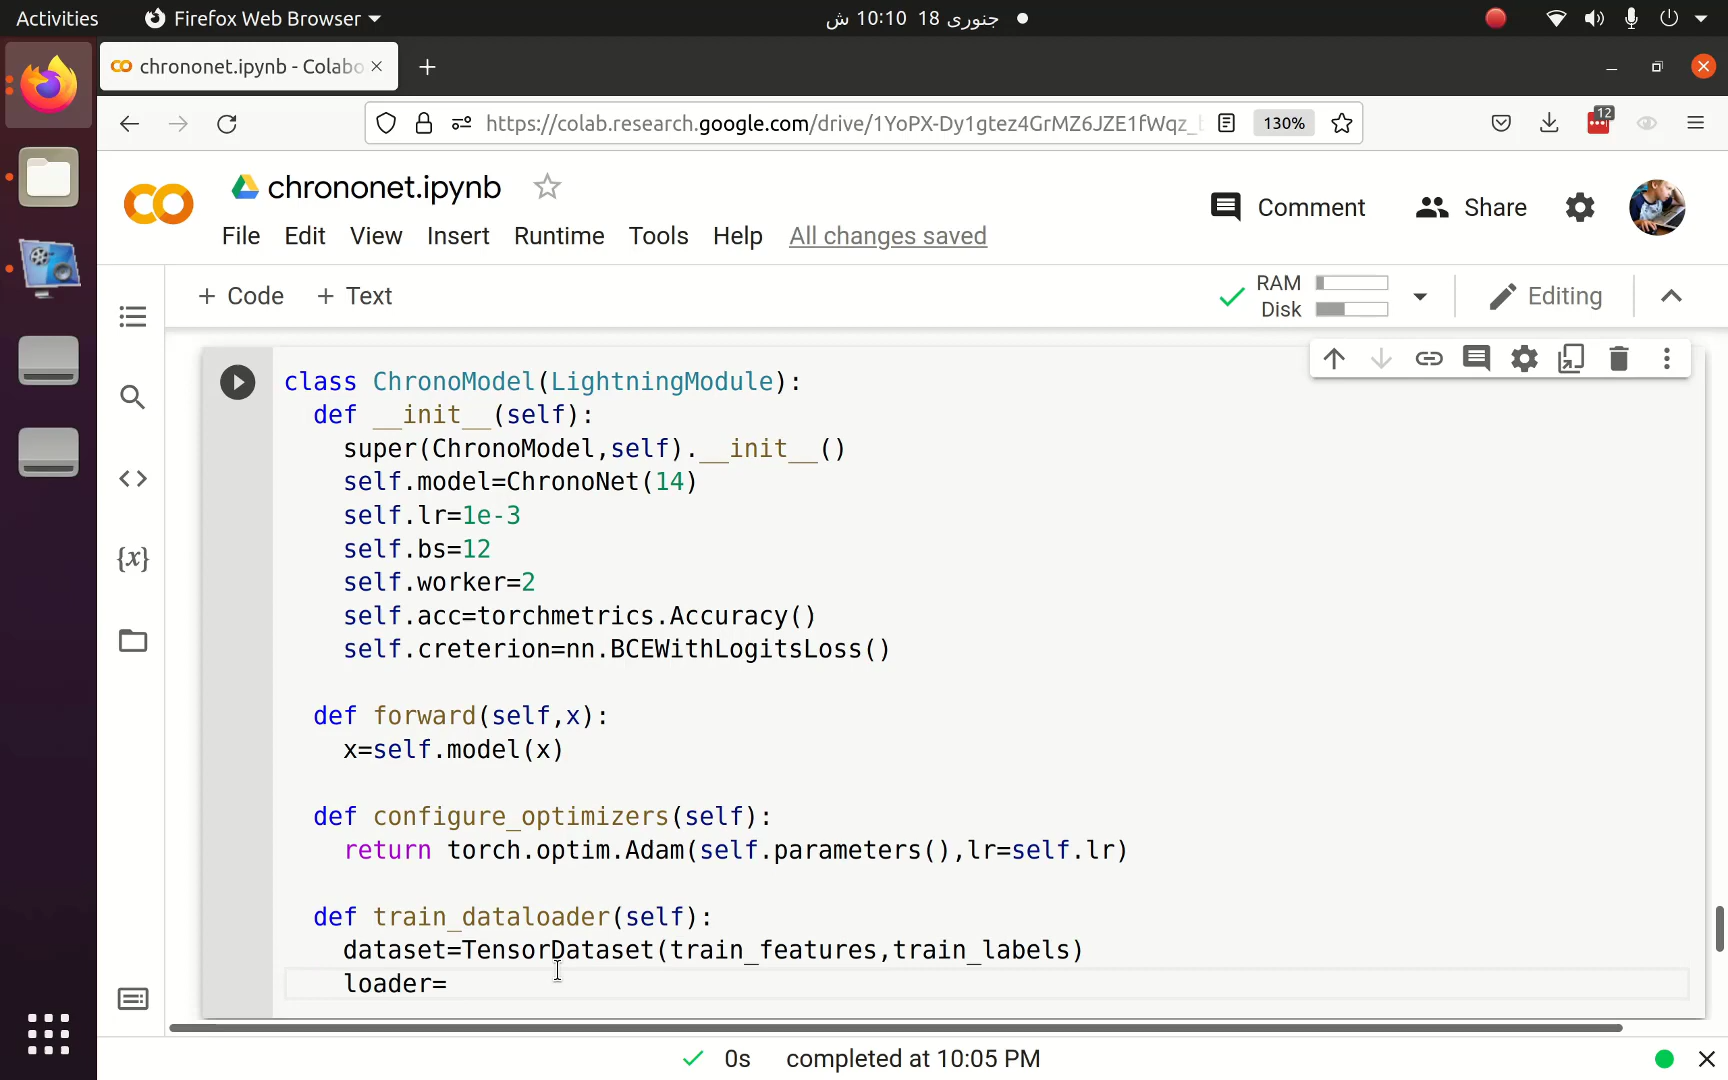 Activities
Firefox Web Browser
جنوری 18 10:10 ش
chrononet.ipynb - Colabo
https://colab.research.google.com/drive/1YoPX-Dy1gtez4GrMZ6JZE1fWqz_
130%
12
chrononet.ipynb
Comment
Share
File Edit View Insert Runtime Tools Help All changes saved
+ Code + Text
RAM
Disk
Editing
class ChronoModel(LightningModule):
def __init__(self):
super(ChronoModel,self).__init__()
self.model=ChronoNet(14)
self.lr=1e-3
self.bs=12
self.worker=2
self.acc=torchmetrics.Accuracy()
self.creterion=nn.BCEWithLogitsLoss()
def forward(self,x):
x=self.model(x)
def configure_optimizers(self):
return torch.optim.Adam(self.parameters(),lr=self.lr)
def train_dataloader(self):
dataset=TensorDataset(train_features,train_labels)
loader=
{x}
0s completed at 10:05 PM